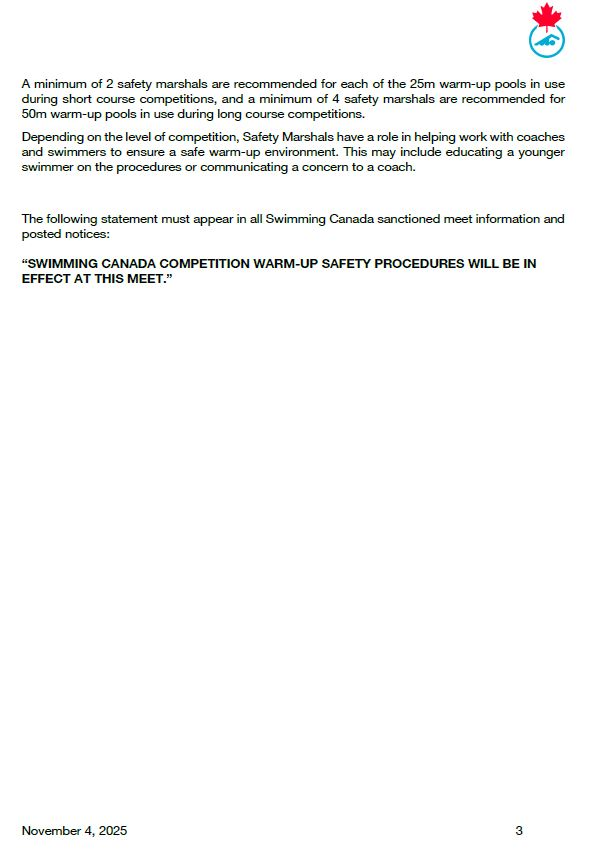 A minimum of 2 safety marshals are recommended for each of the 25m warm-up pools in use
during short course competitions, and a minimum of 4 safety marshals are recommended for
50m warm-up pools in use during long course competitions.
Depending on the level of competition, Safety Marshals have a role in helping work with coaches
and swimmers to ensure a safe warm-up environment. This may include educating a younger
swimmer on the procedures or communicating a concern to a coach.
The following statement must appear in all Swimming Canada sanctioned meet information and
posted notices:
“SWIMMING CANADA COMPETITION WARM-UP SAFETY PROCEDURES WILL BE IN
EFFECT AT THIS MEET.”
November 4, 2025 3